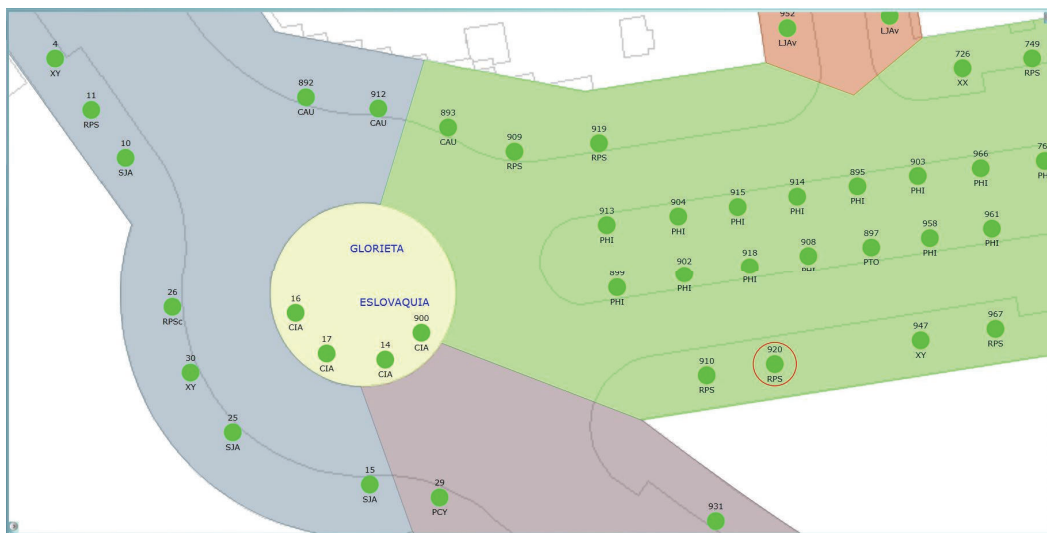 952
LJAv
LJAv
4
XY
726
XX
749
RPS
892
CAU
912
CAU
11
RPS
893
CAU
909
RPS
919
RPS
10
SJA
913
PHI
904
PHI
915
PHI
914
PHI
895
PHI
903
PHI
966
PHI
76
PH
GLORIETA
ESLOVAQUIA
899
PHI
902
PHI
918
PHI
908
PHI
897
PTO
958
PHI
961
PHI
26
RPSc
16
CIA
17
CIA
14
CIA
900
CIA
30
XY
910
RPS
920
RPS
947
XY
967
RPS
25
SJA
15
SJA
29
PCY
931